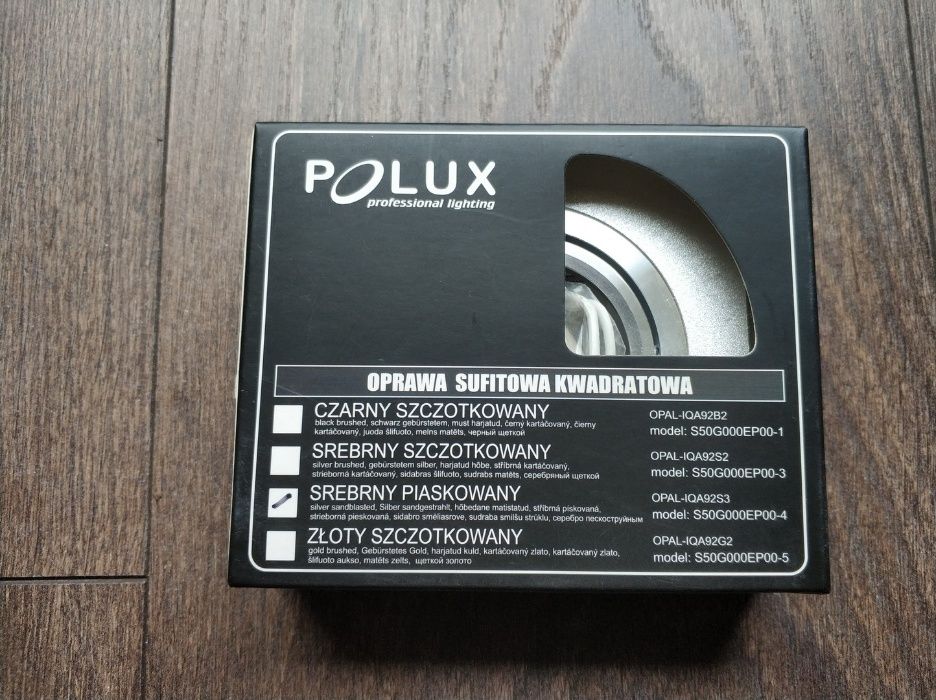 POLUX
professional lighting
OPRAWA SUFITOWA KWADRATOWA
CZARNY SZCZOTKOWANY
black brushed, schwarz gebürstetem, must harjatud, černy kartáčovaný, čierny
kartáčovaný, juoda šlifuoto, melns matēts, черный щеткой
OPAL-IQA92B2
model: S50G000EP00-1
SREBRNY SZCZOTKOWANY
silver brushed, gebürstetem silber, harjatud hõbe, stříbrná kartáčovaný,
strieborná kartáčovaný, sidabras šlifuoto, sudrabs matēts, серебряный щеткой
OPAL-IQA92S2
model: S50G000EP00-3
SREBRNY PIASKOWANY
silver sandblasted, Silber sandgestrahlt, hõbedane matistatud, stříbrná pískovaná,
strieborná pieskovaná, sidabro smėliasrove, sudraba smilšu strūklu, серебро пескоструйным
OPAL-IQA92S3
model: S50G000EP00-4
ZŁOTY SZCZOTKOWANY
gold brushed, Gebürstetes Gold, harjatud kuld, kartáčovaný zlato, kartáčovaný zlato,
šlifuoto aukso, matēts zelts, щеткой золото
OPAL-IQA92G2
model: S50G000EP00-5